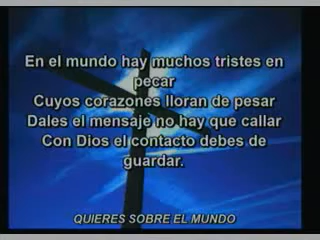 En el mundo hay muchos tristes en
pecar
Cuyos corazones lloran de pesar
Dales el mensaje no hay que callar
Con Dios el contacto debes de
guardar.
QUIERES SOBRE EL MUNDO